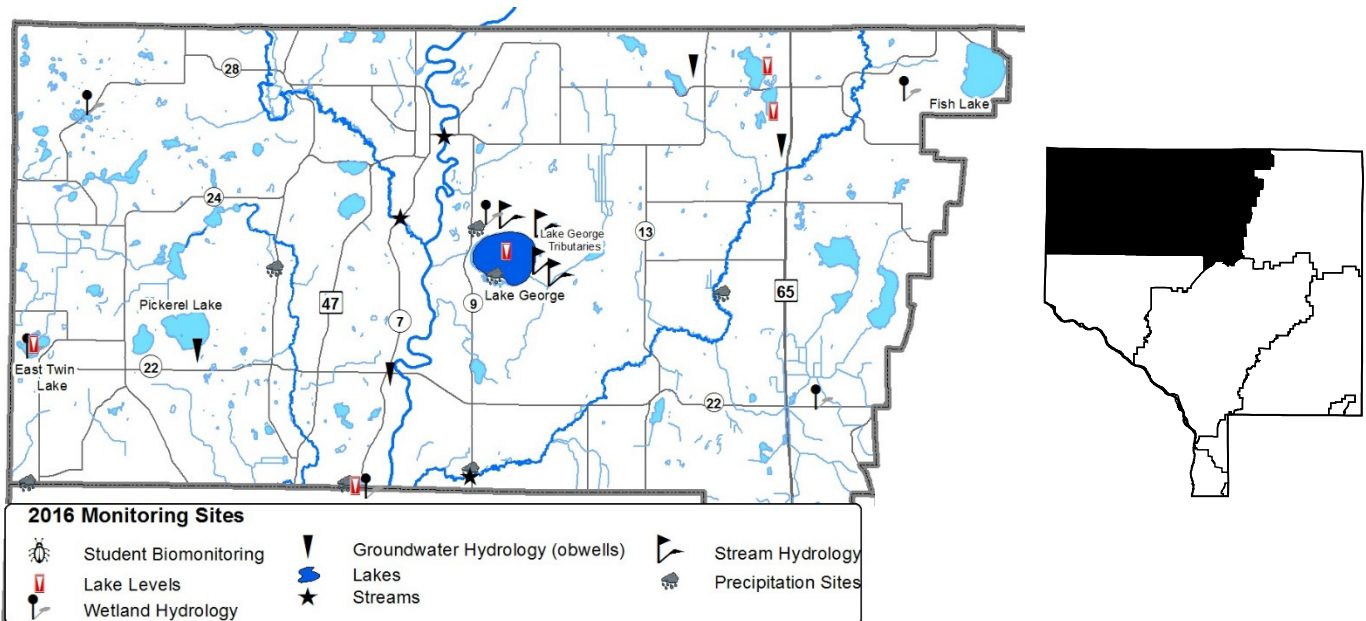 28
Fish Lake
24
Lake George
Tributaries
13
Pickerel Lake
47
9
Lake George
65
7
East Twin
Lake
22
22
2016 Monitoring Sites
Student Biomonitoring
Lake Levels
Wetland Hydrology
Groundwater Hydrology (obwells)
Lakes
Streams
Stream Hydrology
Precipitation Sites